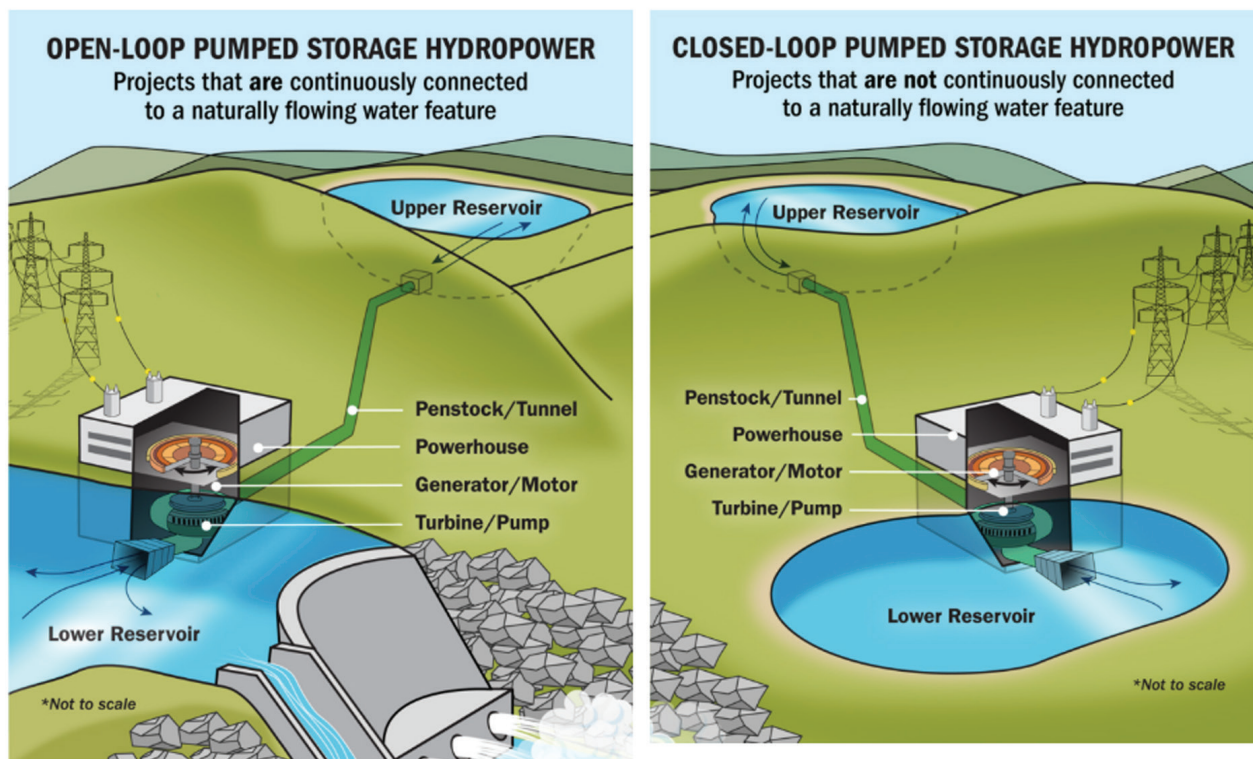 OPEN-LOOP PUMPED STORAGE HYDROPOWER
Projects that are continuously connected
to a naturally flowing water feature
Upper Reservoir
Penstock/Tunnel
Powerhouse
Generator/Motor
Turbine/Pump
Lower Reservoir
*Not to scale
CLOSED-LOOP PUMPED STORAGE HYDROPOWER
Projects that are not continuously connected
to a naturally flowing water feature
Upper Reservoir
Penstock/Tunnel
Powerhouse
Generator/Motor
Turbine/Pump
Lower Reservoir
*Not to scale